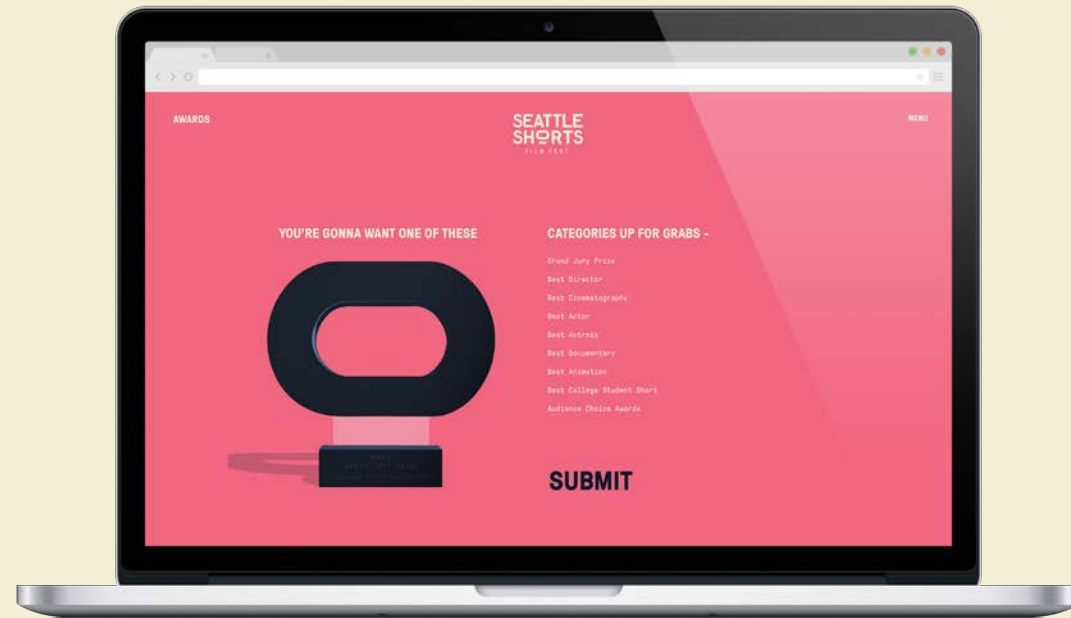 AWARDS
SEATTLE
SHORTS
FILM FEST
MENU
YOU'RE GONNA WANT ONE OF THESE
CATEGORIES UP FOR GRABS -
Grand Jury Prize
Best Director
Best Cinematography
Best Actor
Best Actress
Best Documentary
Best Animation
Best College Student Short
Audience Choice Awards
SUBMIT